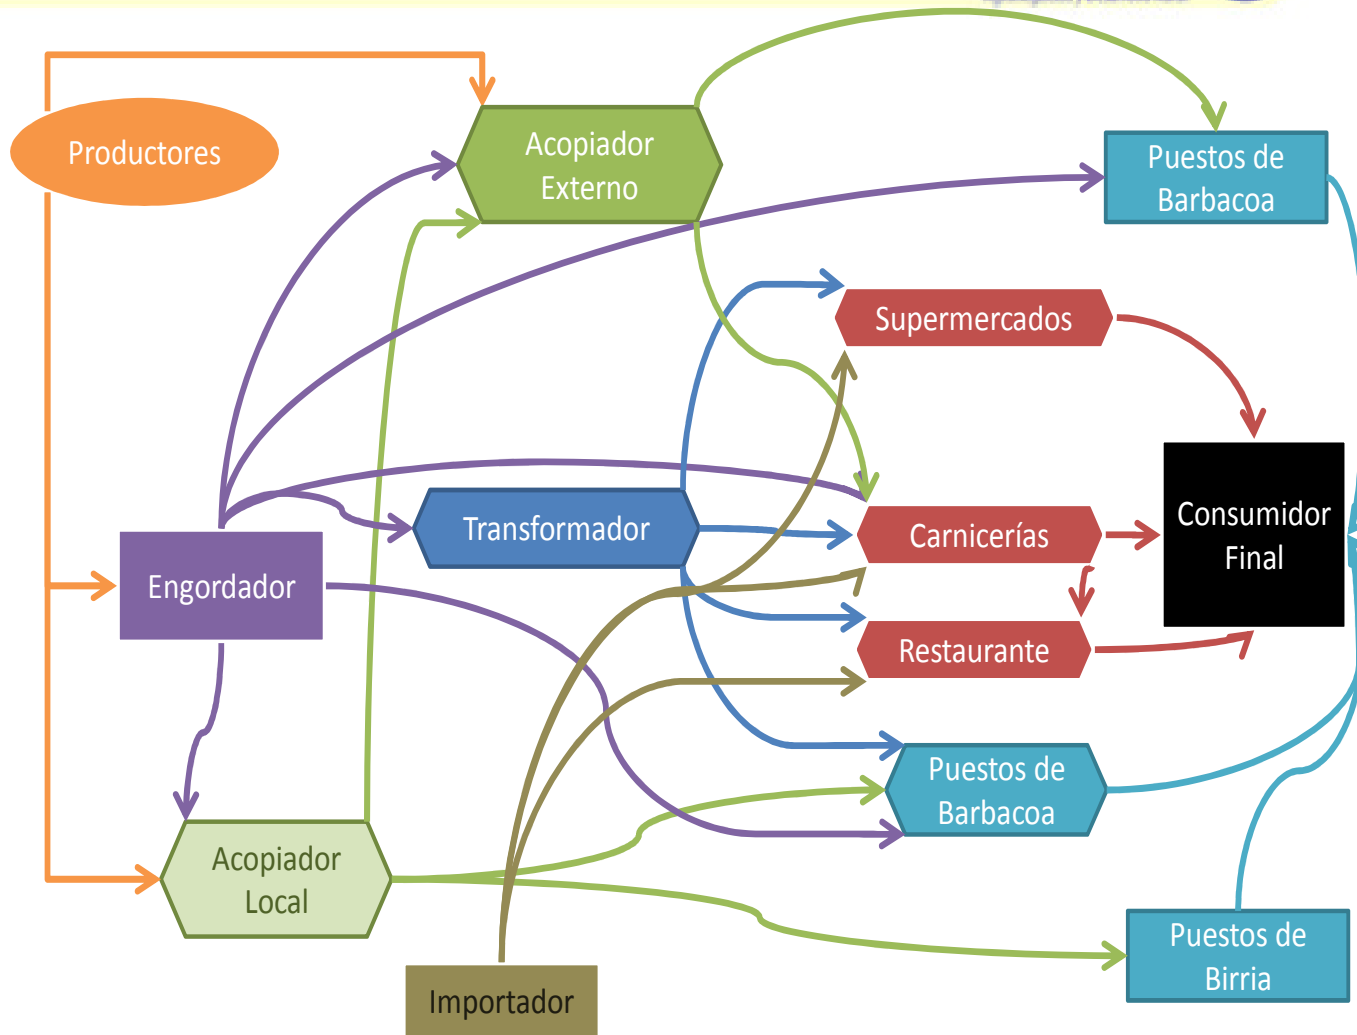 Productores
Acopiador
Externo
Puestos de
Barbacoa
Supermercados
Transformador
Carnicerías
Consumidor
Final
Engordador
Restaurante
Puestos de
Barbacoa
Acopiador
Local
Puestos de
Birria
Importador